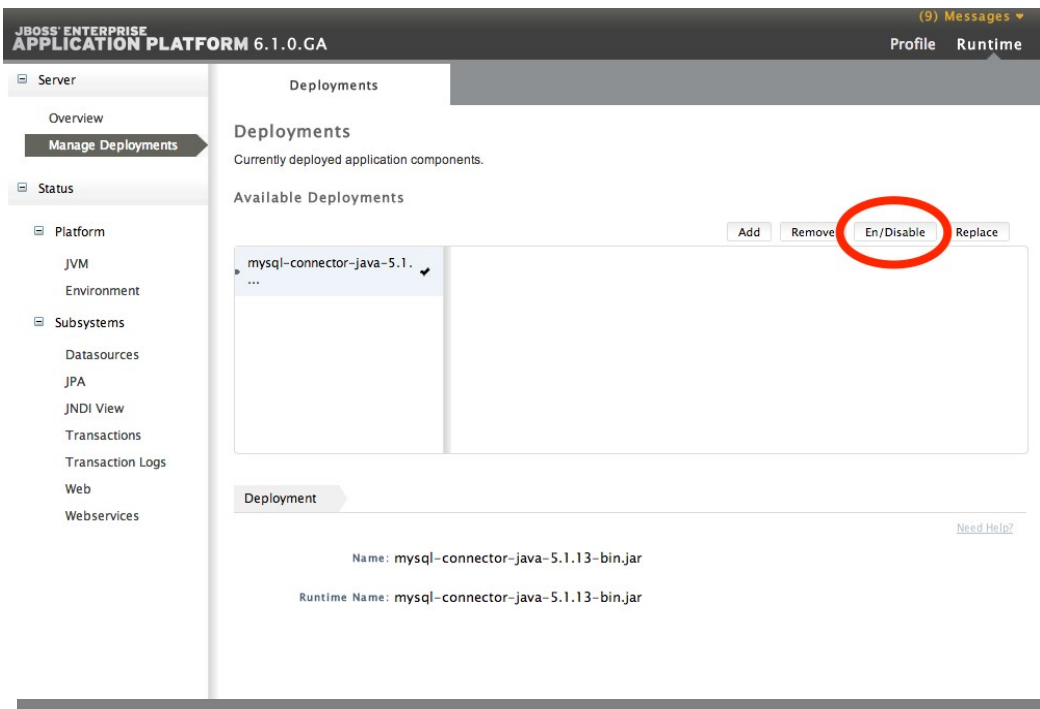 (9) Messages
JBOSS' ENTERPRISE
APPLICATION PLATFORM 6.1.0.GA
Profile Runtime
Server
Overview
Manage Deployments
Status
Platform
JVM
Environment
Subsystems
Datasources
JPA
JNDI View
Transactions
Transaction Logs
Web
Webservices
Deployments
Deployments
Currently deployed application components.
Available Deployments
Add Remove En/Disable Replace
mysql-connector-java-5.1.
...
Deployment
Need Help?
Name: mysql-connector-java-5.1.13-bin.jar
Runtime Name: mysql-connector-java-5.1.13-bin.jar